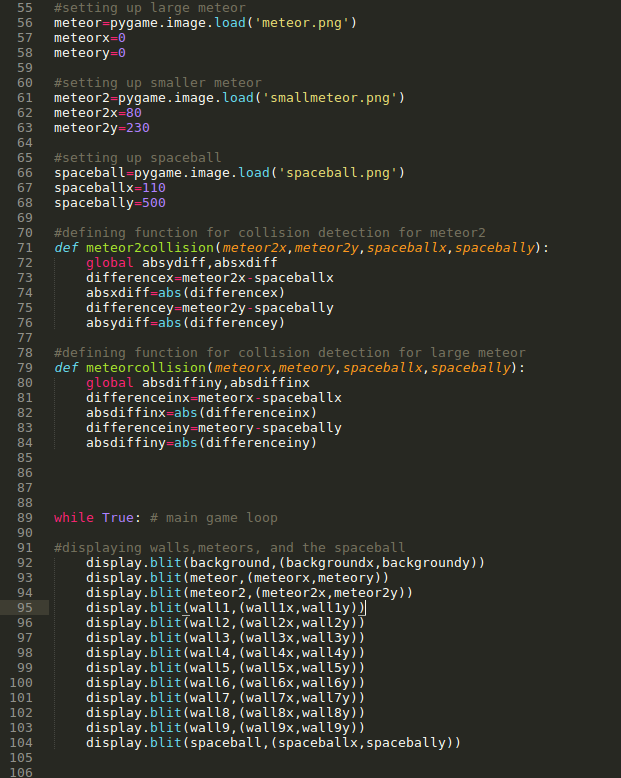 55 #setting up large meteor
56 meteor=pygame.image.load('meteor.png')
57 meteorx=0
58 meteory=0
59
60 #setting up smaller meteor
61 meteor2=pygame.image.load('smallmeteor.png')
62 meteor2x=80
63 meteor2y=230
64
65 #setting up spaceball
66 spaceball=pygame.image.load('spaceball.png')
67 spaceballx=110
68 spacebally=500
69
70 #defining function for collision detection for meteor2
71 def meteor2collision(meteor2x,meteor2y,spaceballx,spacebally):
72     global absydiff,absxdiff
73     differencex=meteor2x-spaceballx
74     absxdiff=abs(differencex)
75     differencey=meteor2y-spacebally
76     absydiff=abs(differencey)
77
78 #defining function for collision detection for large meteor
79 def meteorcollision(meteorx,meteory,spaceballx,spacebally):
80     global absdiffiny,absdiffinx
81     differenceinx=meteorx-spaceballx
82     absdiffinx=abs(differenceinx)
83     differenceiny=meteory-spacebally
84     absdiffiny=abs(differenceiny)
85
86
87
88
89 while True: # main game loop
90
91 #displaying walls,meteors, and the spaceball
92     display.blit(background,(backgroundx,backgroundy))
93     display.blit(meteor,(meteorx,meteory))
94     display.blit(meteor2,(meteor2x,meteor2y))
95     display.blit(wall1,(wall1x,wall1y))
96     display.blit(wall2,(wall2x,wall2y))
97     display.blit(wall3,(wall3x,wall3y))
98     display.blit(wall4,(wall4x,wall4y))
99     display.blit(wall5,(wall5x,wall5y))
100     display.blit(wall6,(wall6x,wall6y))
101     display.blit(wall7,(wall7x,wall7y))
102     display.blit(wall8,(wall8x,wall8y))
103     display.blit(wall9,(wall9x,wall9y))
104     display.blit(spaceball,(spaceballx,spacebally))
105
106